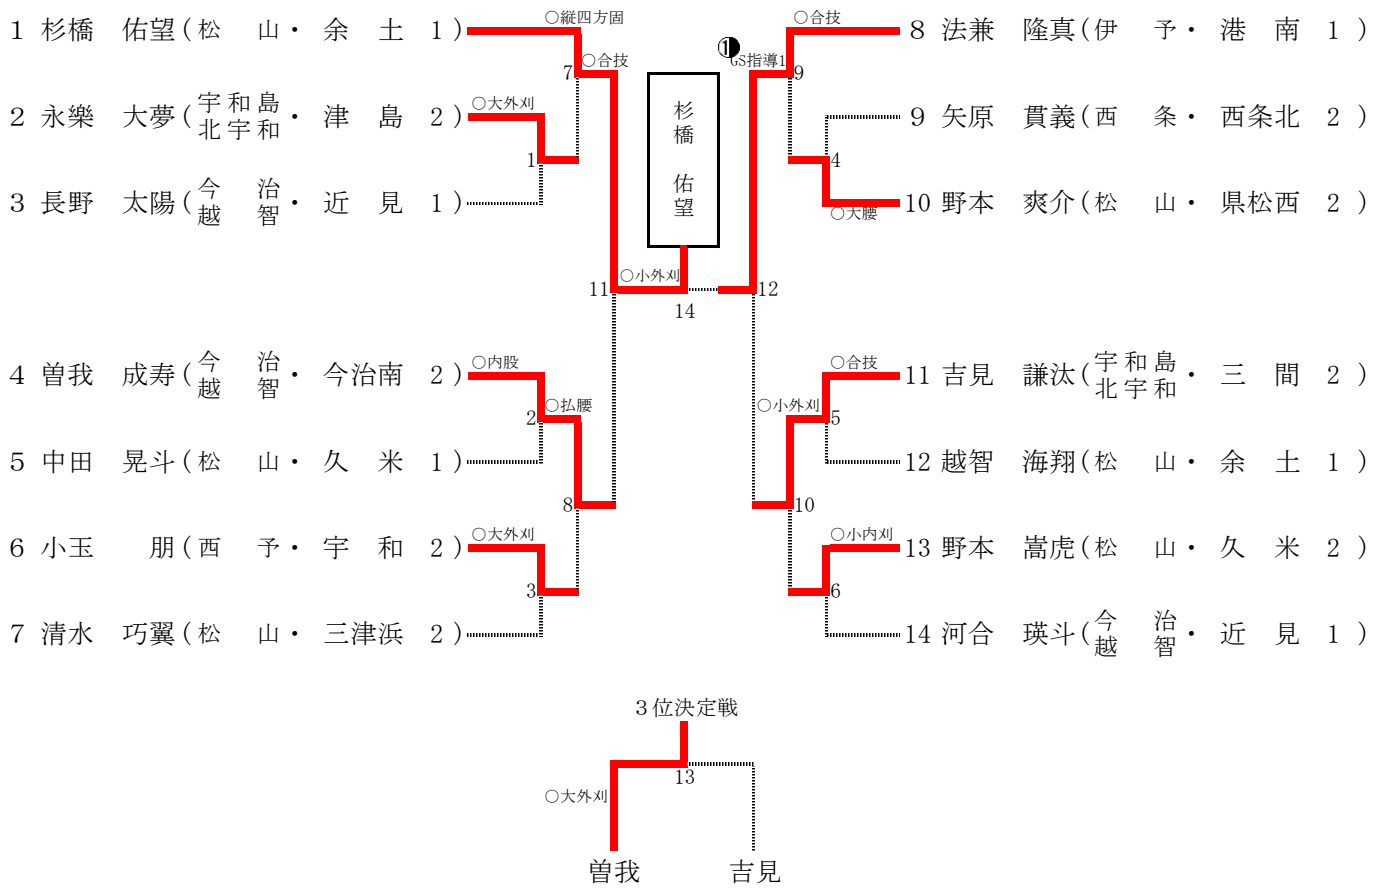 1 杉橋　佑望(松　山・余　土 1)
2 永樂　大夢(宇和島北宇和・津　島 2)
3 長野　太陽(今　治越　智・近　見 1)
4 曽我　成寿(今　治越　智・今治南 2)
5 中田　晃斗(松　山・久　米 1)
6 小玉　朋(西　予・宇　和 2)
7 清水　巧翼(松　山・三津浜 2)
○縦四方固
7
○合技
○大外刈
1
11
○内股
2
○払腰
8
○大外刈
3
杉橋　佑望
○小外刈
14
①
GS指導1
○合技
9
4
○大腰
12
○合技
○小外刈
5
10
○小内刈
6
8 法兼　隆真(伊　予・港　南 1)
9 矢原　貫義(西　条・西条北 2)
10 野本　爽介(松　山・県松西 2)
11 吉見　謙汰(宇和島北宇和・三　間 2)
12 越智　海翔(松　山・余　土 1)
13 野本　嵩虎(松　山・久　米 2)
14 河合　瑛斗(今　治越　智・近　見 1)
３位決定戦
13
○大外刈
曽我
吉見